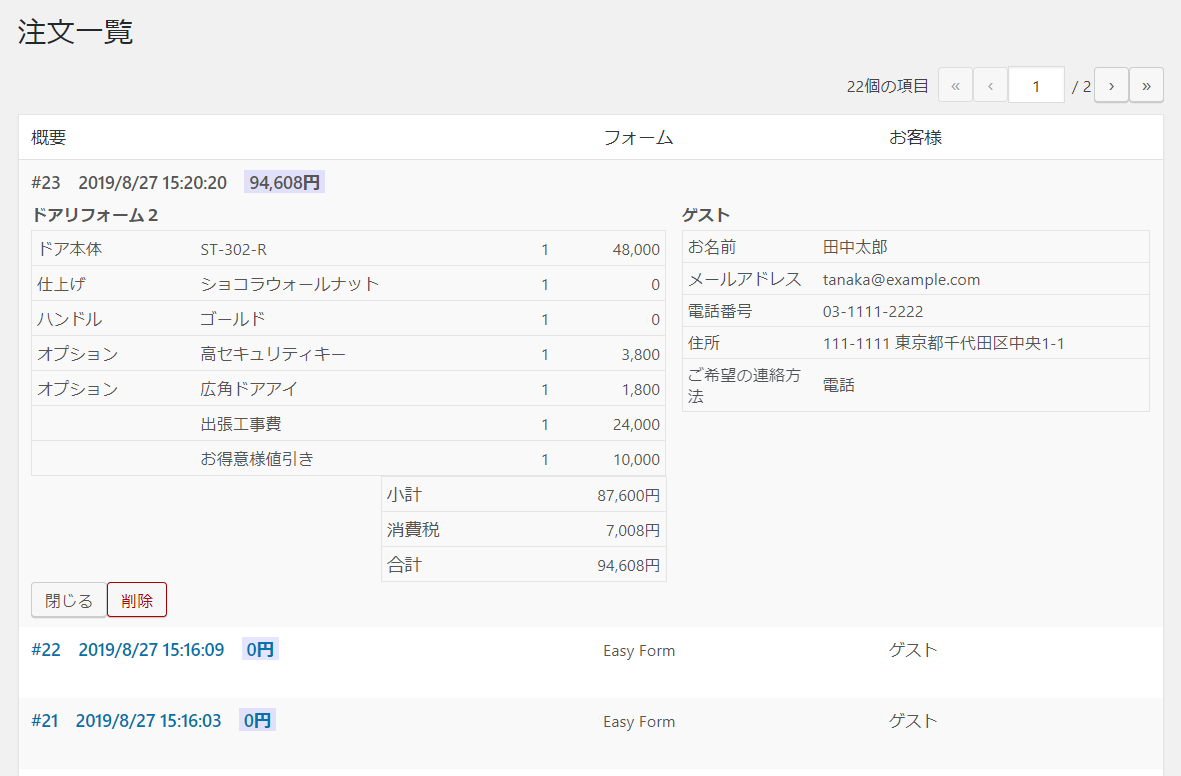 注文一覧
22個の項目 « ‹ 1 / 2 › »
概要 フォーム お客様
#23 2019/8/27 15:20:20 94,608円
ドアリフォーム２
ドア本体 ST-302-R 1 48,000
仕上げ ショコラウォールナット 1 0
ハンドル ゴールド 1 0
オプション 高セキュリティキー 1 3,800
オプション 広角ドアアイ 1 1,800
出張工事費 1 24,000
お得意様値引き 1 10,000
小計 87,600円
消費税 7,008円
合計 94,608円
ゲスト
お名前 田中太郎
メールアドレス tanaka@example.com
電話番号 03-1111-2222
住所 111-1111 東京都千代田区中央1-1
ご希望の連絡方
法 電話
閉じる 削除
#22 2019/8/27 15:16:09 0円 Easy Form ゲスト
#21 2019/8/27 15:16:03 0円 Easy Form ゲスト